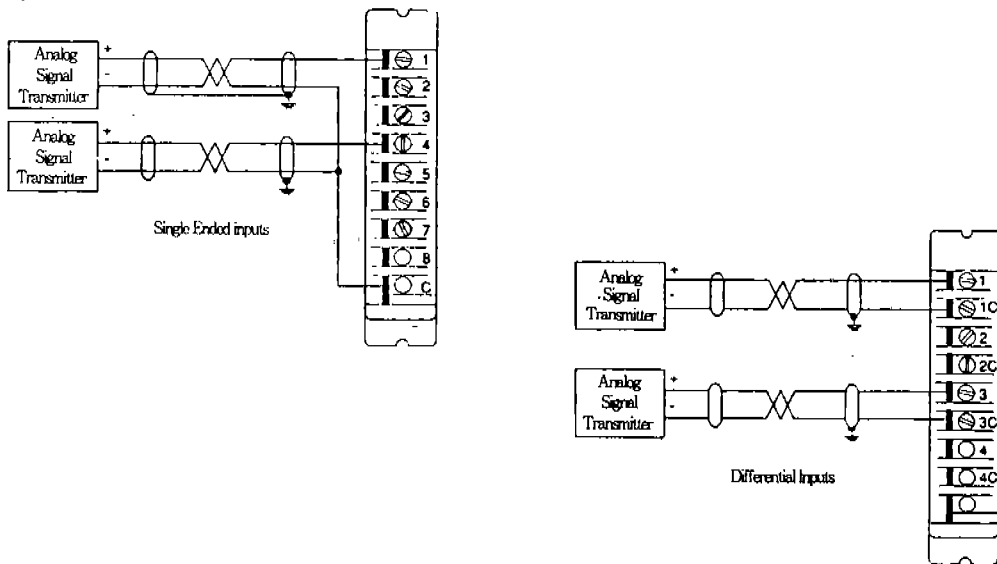 Analog
Signal
Transmitter
+
-
Analog
Signal
Transmitter
+
-
1
2
3
4
5
6
7
8
C
Single Ended inputs
Analog
Signal
Transmitter
+
-
Analog
Signal
Transmitter
+
-
1
1C
2
2C
3
3C
4
4C
Differential Inputs